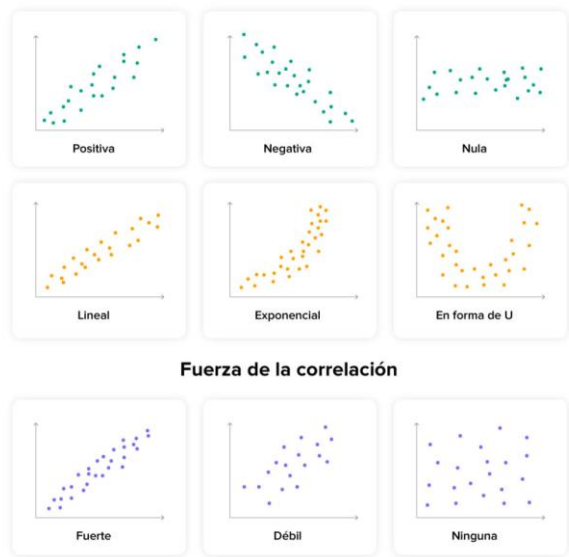 Positiva
Negativa
Nula
Lineal
Exponencial
En forma de U
Fuerza de la correlación
Fuerte
Débil
Ninguna